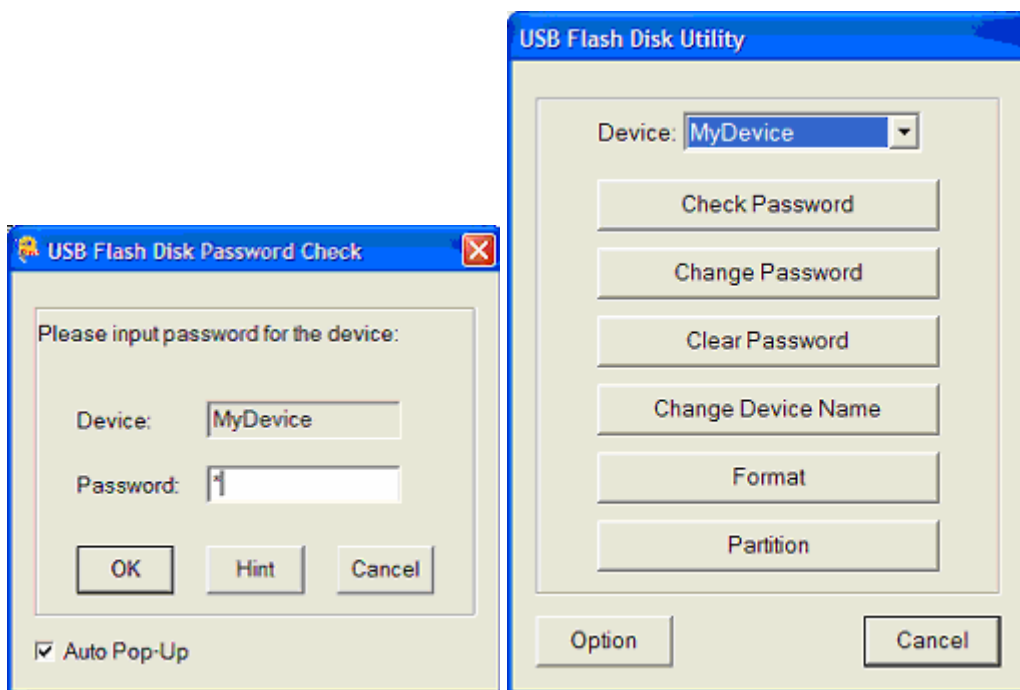 USB Flash Disk Password Check
Please input password for the device:
Device: MyDevice
Password: *
OK Hint Cancel
Auto Pop-Up
USB Flash Disk Utility
Device: MyDevice
Check Password
Change Password
Clear Password
Change Device Name
Format
Partition
Option Cancel